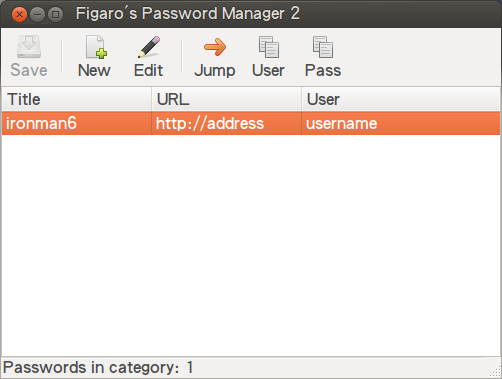 Figaro's Password Manager 2
Save New Edit Jump User Pass
Title URL User
ironman6 http://address username
Passwords in category: 1